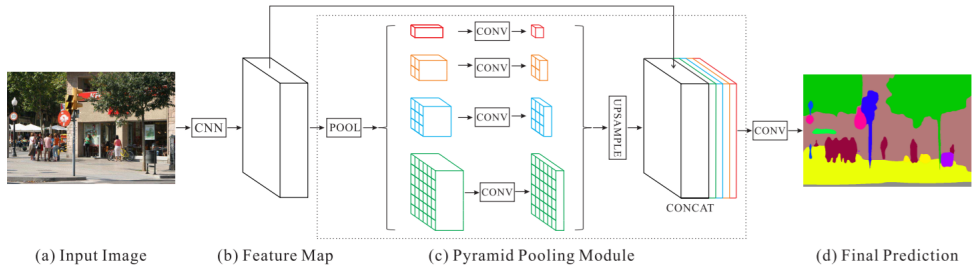 CNN
POOL
CONV
CONV
CONV
CONV
UPSAMPLE
CONCAT
CONV
(a) Input Image
(b) Feature Map
(c) Pyramid Pooling Module
(d) Final Prediction